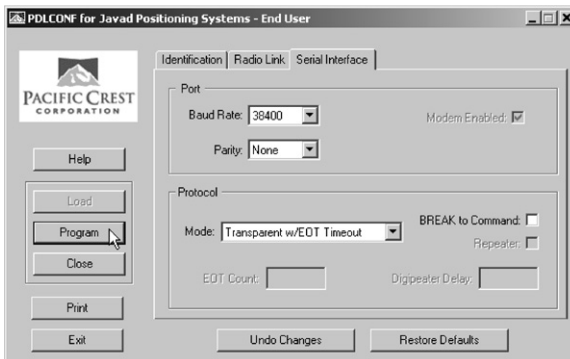 PDLCONF for Javad Positioning Systems - End User
PACIFIC CREST
CORPORATION
Help
Load
Program
Close
Print
Exit
Identification
Radio Link
Serial Interface
Port
Baud Rate: 38400
Modem Enabled:
Parity: None
Protocol
Mode: Transparent w/EOT Timeout
BREAK to Command:
Repeater:
EOT Count:
Digipeater Delay:
Undo Changes
Restore Defaults